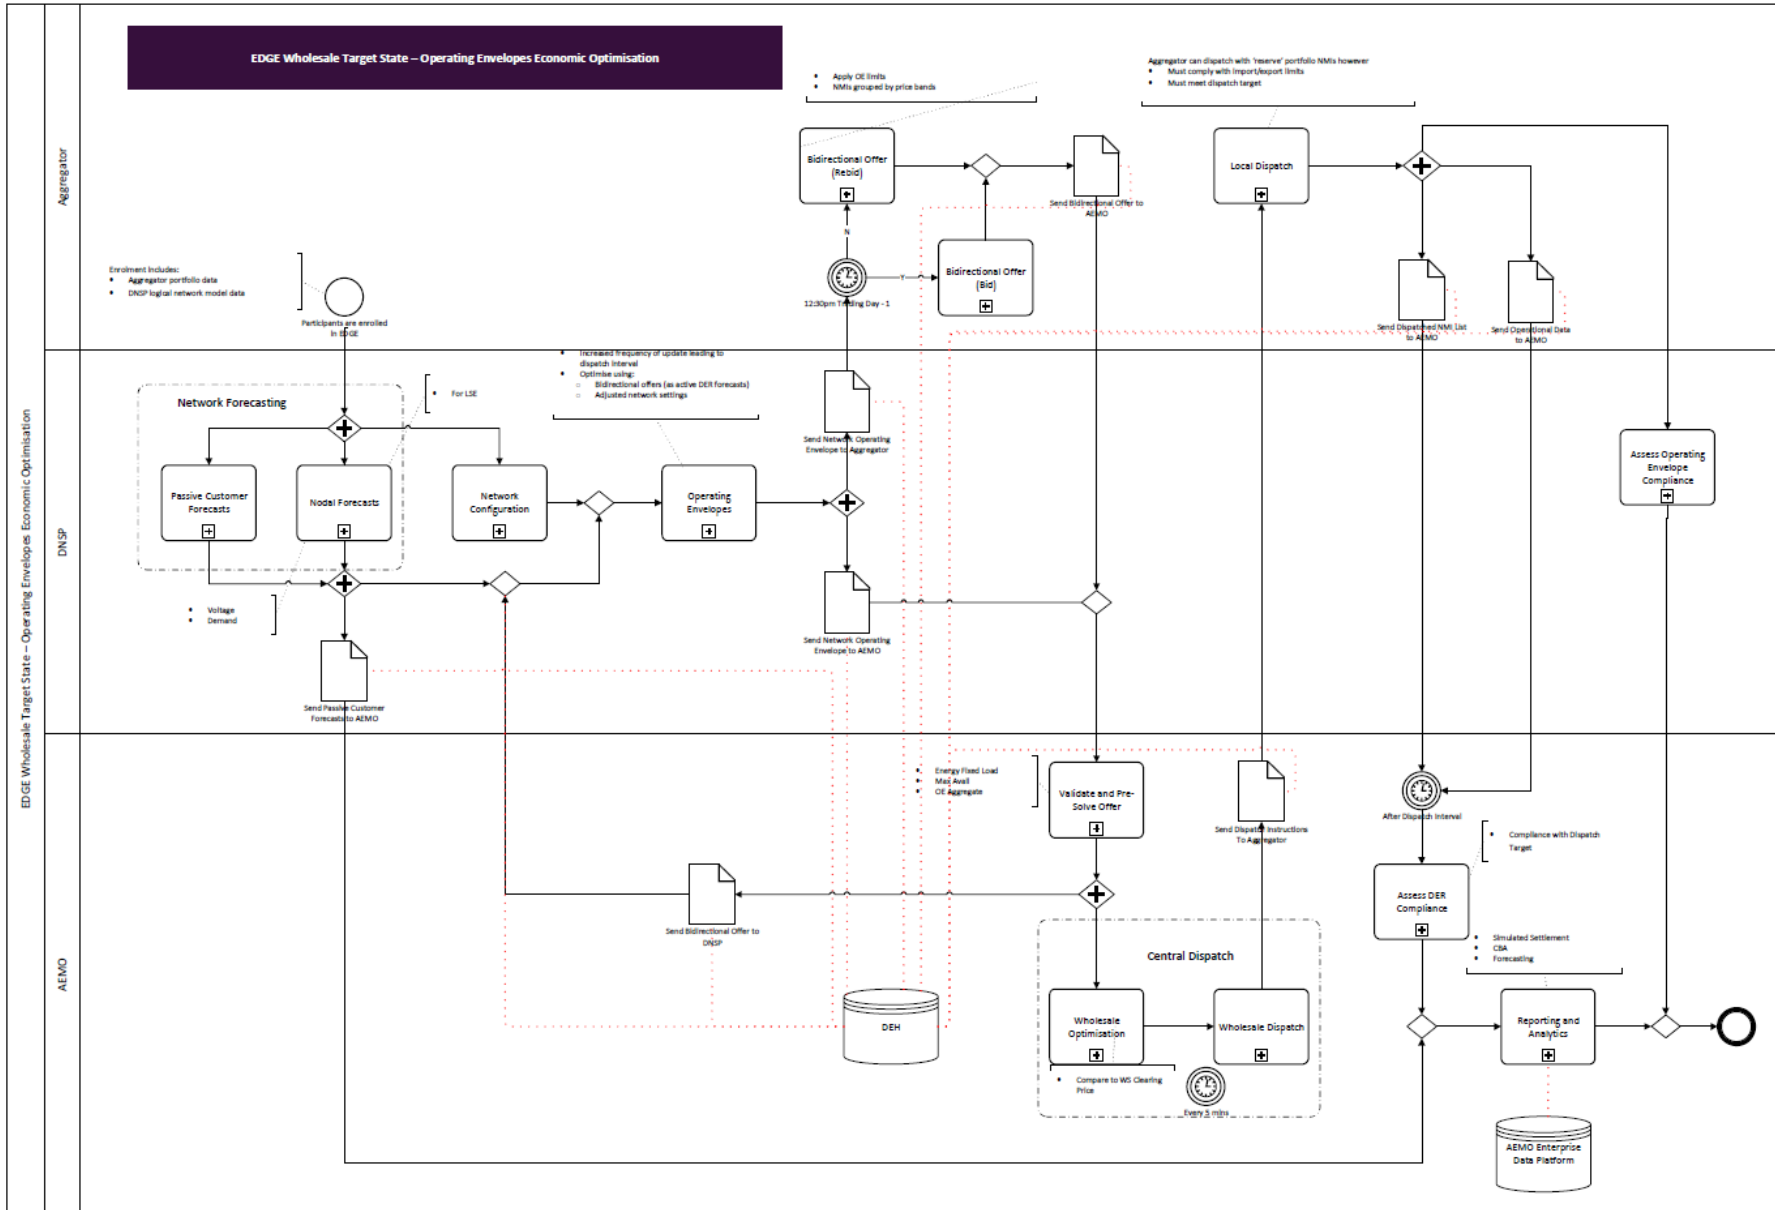 EDGE Wholesale Target State – Operating Envelopes Economic Optimisation
EDGE Wholesale Target State – Operating Envelopes Economic Optimisation
Aggregator
Apply OE limits
NMIs grouped by price bands
Aggregator can dispatch with 'reserve' portfolio NMIs however
Must comply with import/export limits
Must meet dispatch target
Bidirectional Offer
(Rebid)
Send Bidirectional Offer to
AEMO
Local Dispatch
N
Y
12:30pm Trading Day - 1
Bidirectional Offer
(Bid)
Enrolment includes:
Aggregator portfolio data
DNSP logical network model data
Participants are enrolled
in EDGE
Send Dispatched NMI List
to AEMO
Send Operational Data
to AEMO
DNSP
Network Forecasting
For LSE
Increased frequency of update leading to
dispatch interval
Optimise using:
Bidirectional offers (as active DER forecasts)
Adjusted network settings
Send Network Operating
Envelope to Aggregator
Passive Customer
Forecasts
Nodal Forecasts
Network
Configuration
Operating
Envelopes
Assess Operating
Envelope
Compliance
Voltage
Demand
Send Network Operating
Envelope to AEMO
Send Passive Customer
Forecasts to AEMO
AEMO
Energy Fixed Load
Max Avail
OE Aggregate
Validate and Pre-
Solve Offer
Send Dispatch Instructions
To Aggregator
After Dispatch Interval
Compliance with Dispatch
Target
Assess DER
Compliance
Send Bidirectional Offer to
DNSP
Central Dispatch
Simulated Settlement
CBA
Forecasting
DEH
Wholesale
Optimisation
Wholesale Dispatch
Reporting and
Analytics
Compare to WS Clearing
Price
Every 5 mins
AEMO Enterprise
Data Platform